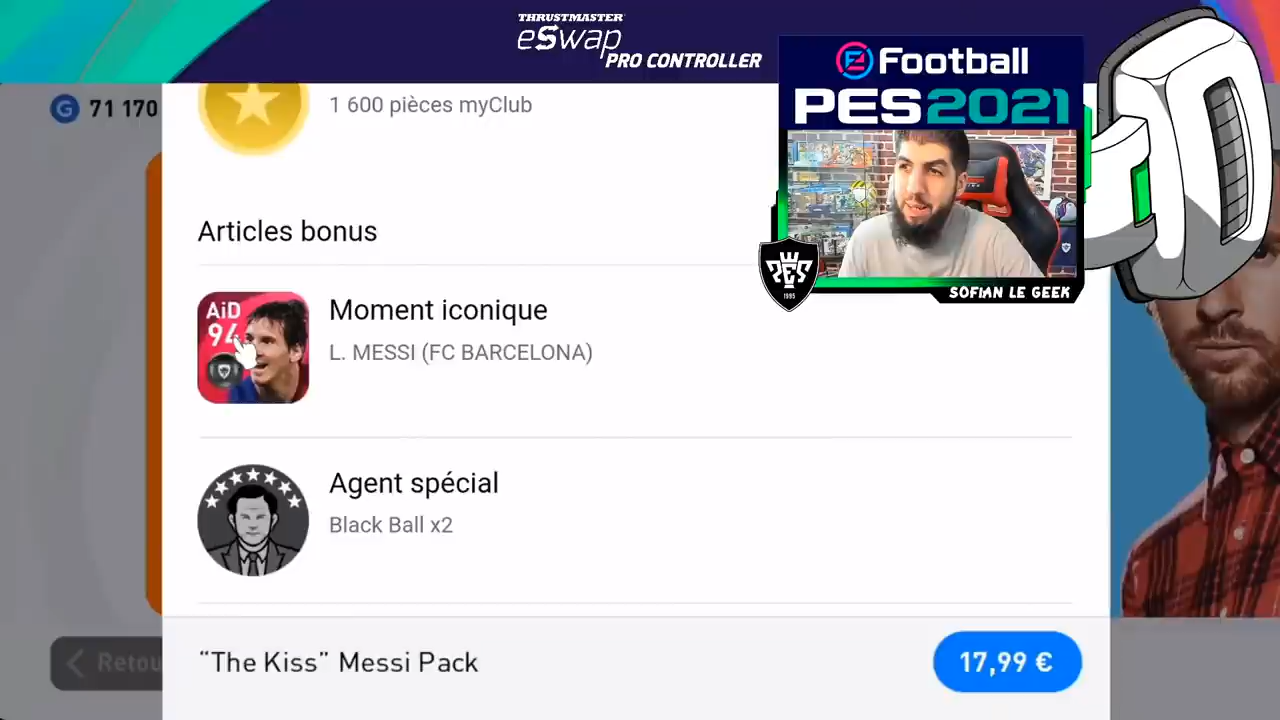 THRUSTMASTER
eSwap
PRO CONTROLLER
eFootball
PES2021
71 170
1 600 pièces myClub
SOFIAN LE GEEK
PES
1995
Articles bonus
AiD
94
Moment iconique
L. MESSI (FC BARCELONA)
Agent spécial
Black Ball x2
Retou
“The Kiss” Messi Pack
17,99 €